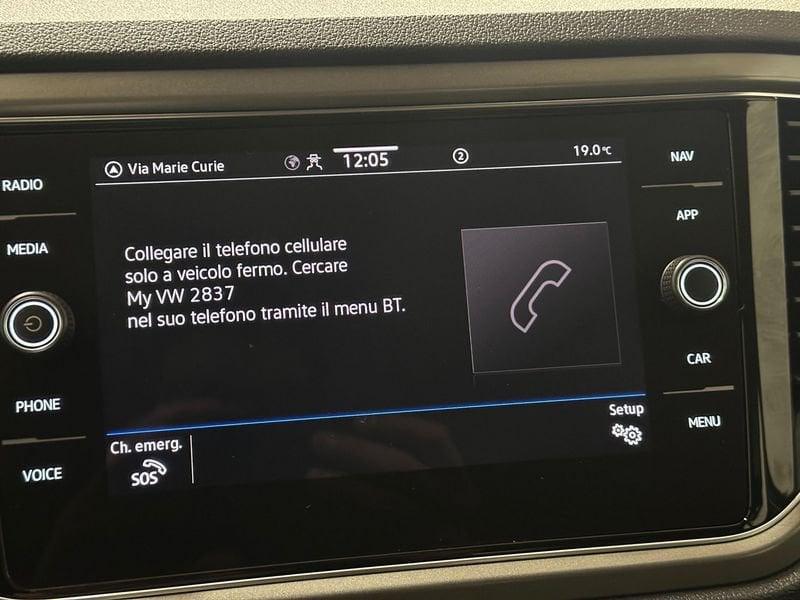 Via Marie Curie
12:05
2
19.0°C
RADIO
MEDIA
PHONE
VOICE
Collegare il telefono cellulare
solo a veicolo fermo. Cercare
My VW 2837
nel suo telefono tramite il menu BT.
Ch. emerg.
SOS
Setup
NAV
APP
CAR
MENU